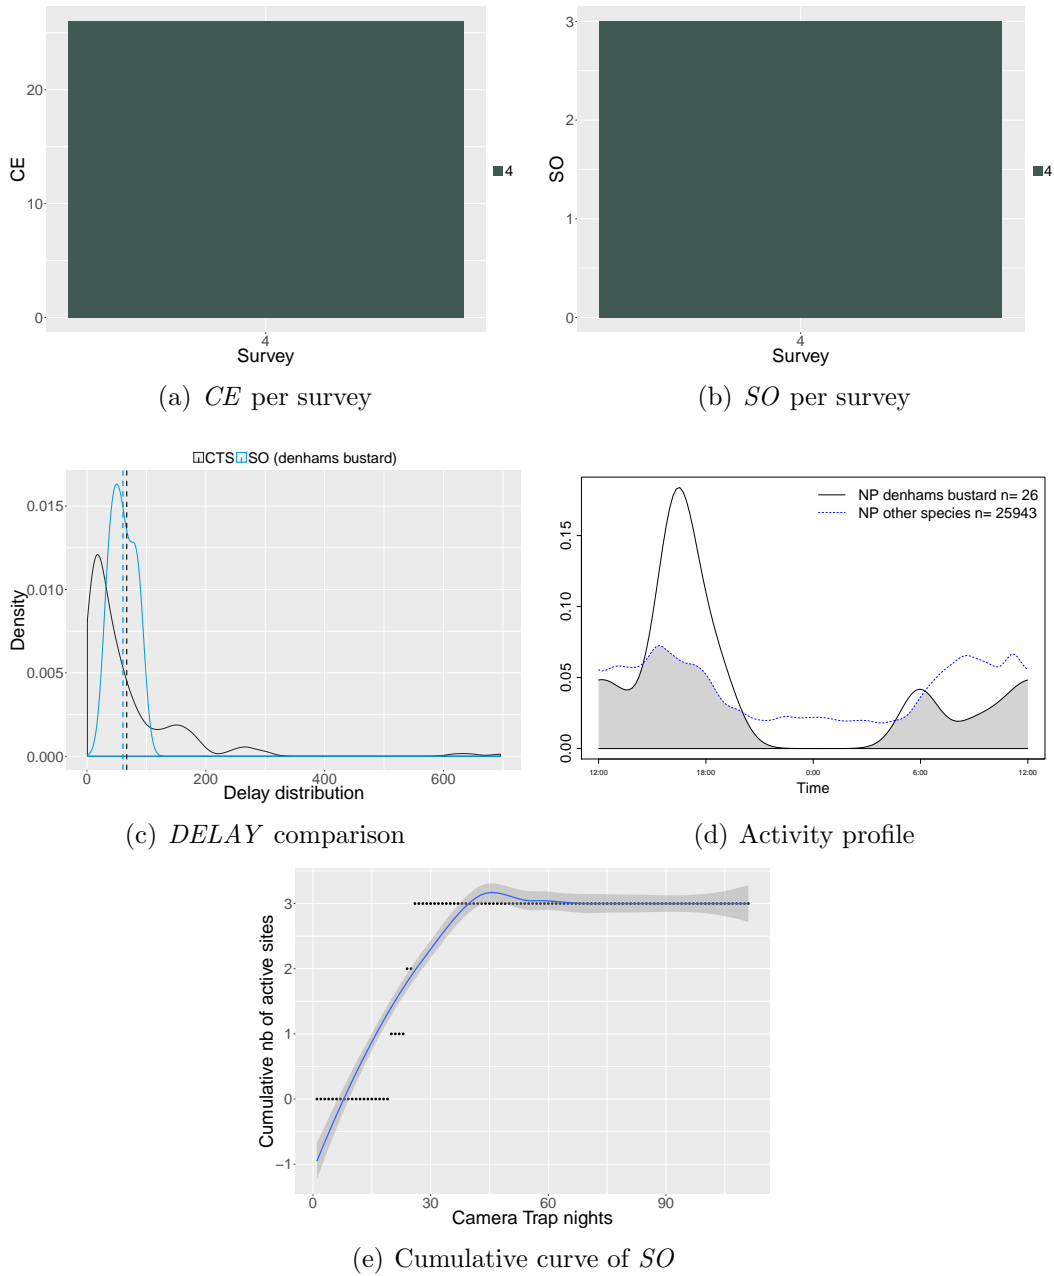 20
10
0
CE
4
Survey
4
(a) CE per survey
3
2
1
0
SO
4
Survey
4
(b) SO per survey
CTS SO (denhams bustard)
0.015
0.010
0.005
0.000
Density
0 200 400 600
Delay distribution
(c) DELAY comparison
NP denhams bustard n= 26
NP other species n= 25943
0.15
0.10
0.05
0.00
12:00 18:00 0:00 6:00 12:00
Time
(d) Activity profile
3
2
1
0
−1
Cumulative nb of active sites
0 30 60 90
Camera Trap nights
(e) Cumulative curve of SO